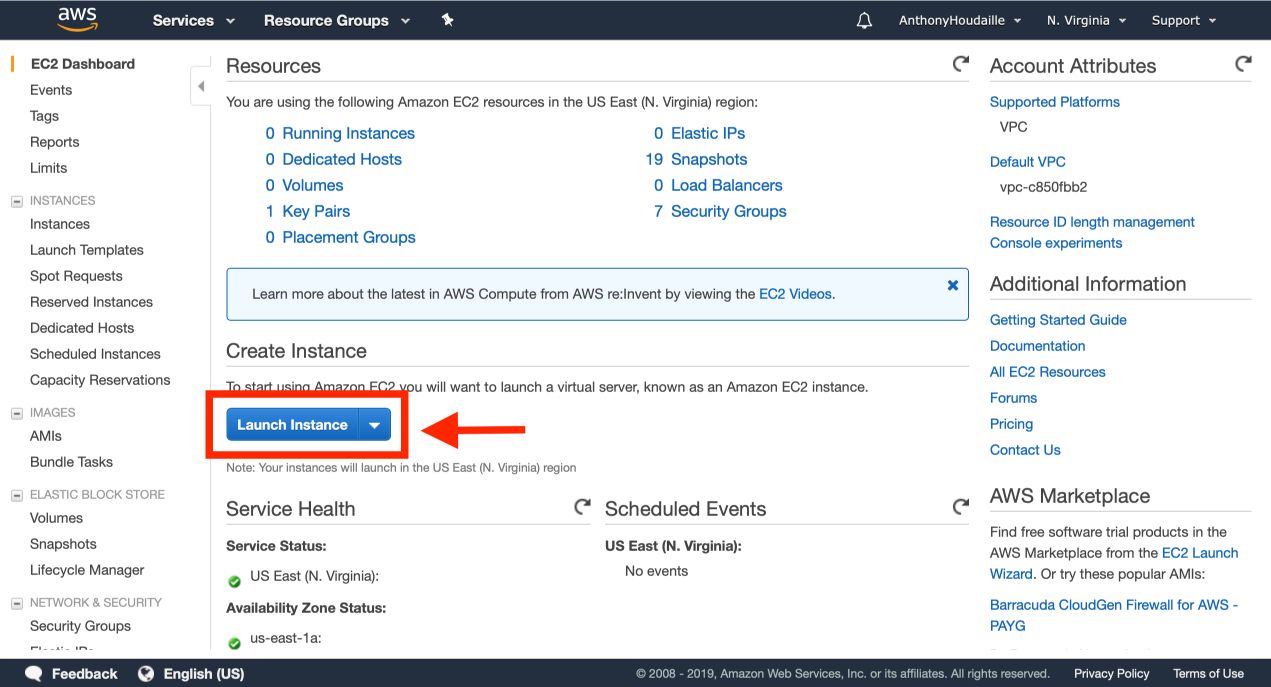 aws
Services
Resource Groups
AnthonyHoudaille
N. Virginia
Support
EC2 Dashboard
Events
Tags
Reports
Limits
INSTANCES
Instances
Launch Templates
Spot Requests
Reserved Instances
Dedicated Hosts
Scheduled Instances
Capacity Reservations
IMAGES
AMIs
Bundle Tasks
ELASTIC BLOCK STORE
Volumes
Snapshots
Lifecycle Manager
NETWORK & SECURITY
Security Groups
Resources
You are using the following Amazon EC2 resources in the US East (N. Virginia) region:
0 Running Instances
0 Dedicated Hosts
0 Volumes
1 Key Pairs
0 Placement Groups
0 Elastic IPs
19 Snapshots
0 Load Balancers
7 Security Groups
Learn more about the latest in AWS Compute from AWS re:Invent by viewing the EC2 Videos.
Create Instance
To start using Amazon EC2 you will want to launch a virtual server, known as an Amazon EC2 instance.
Launch Instance
Note: Your instances will launch in the US East (N. Virginia) region
Service Health
Service Status:
US East (N. Virginia):
Availability Zone Status:
us-east-1a:
Scheduled Events
US East (N. Virginia):
No events
Account Attributes
Supported Platforms
VPC
Default VPC
vpc-c850fbb2
Resource ID length management
Console experiments
Additional Information
Getting Started Guide
Documentation
All EC2 Resources
Forums
Pricing
Contact Us
AWS Marketplace
Find free software trial products in the
AWS Marketplace from the EC2 Launch
Wizard. Or try these popular AMIs:
Barracuda CloudGen Firewall for AWS -
PAYG
Feedback
English (US)
© 2008 - 2019, Amazon Web Services, Inc. or its affiliates. All rights reserved.
Privacy Policy
Terms of Use